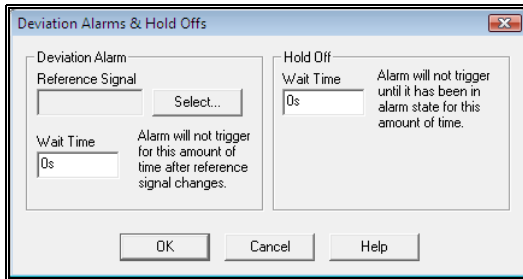 Deviation Alarms & Hold Offs
Deviation Alarm
Reference Signal
Select...
Wait Time
0s
Alarm will not trigger
for this amount of
time after reference
signal changes.
Hold Off
Wait Time
0s
Alarm will not trigger
until it has been in
alarm state for this
amount of time.
OK
Cancel
Help